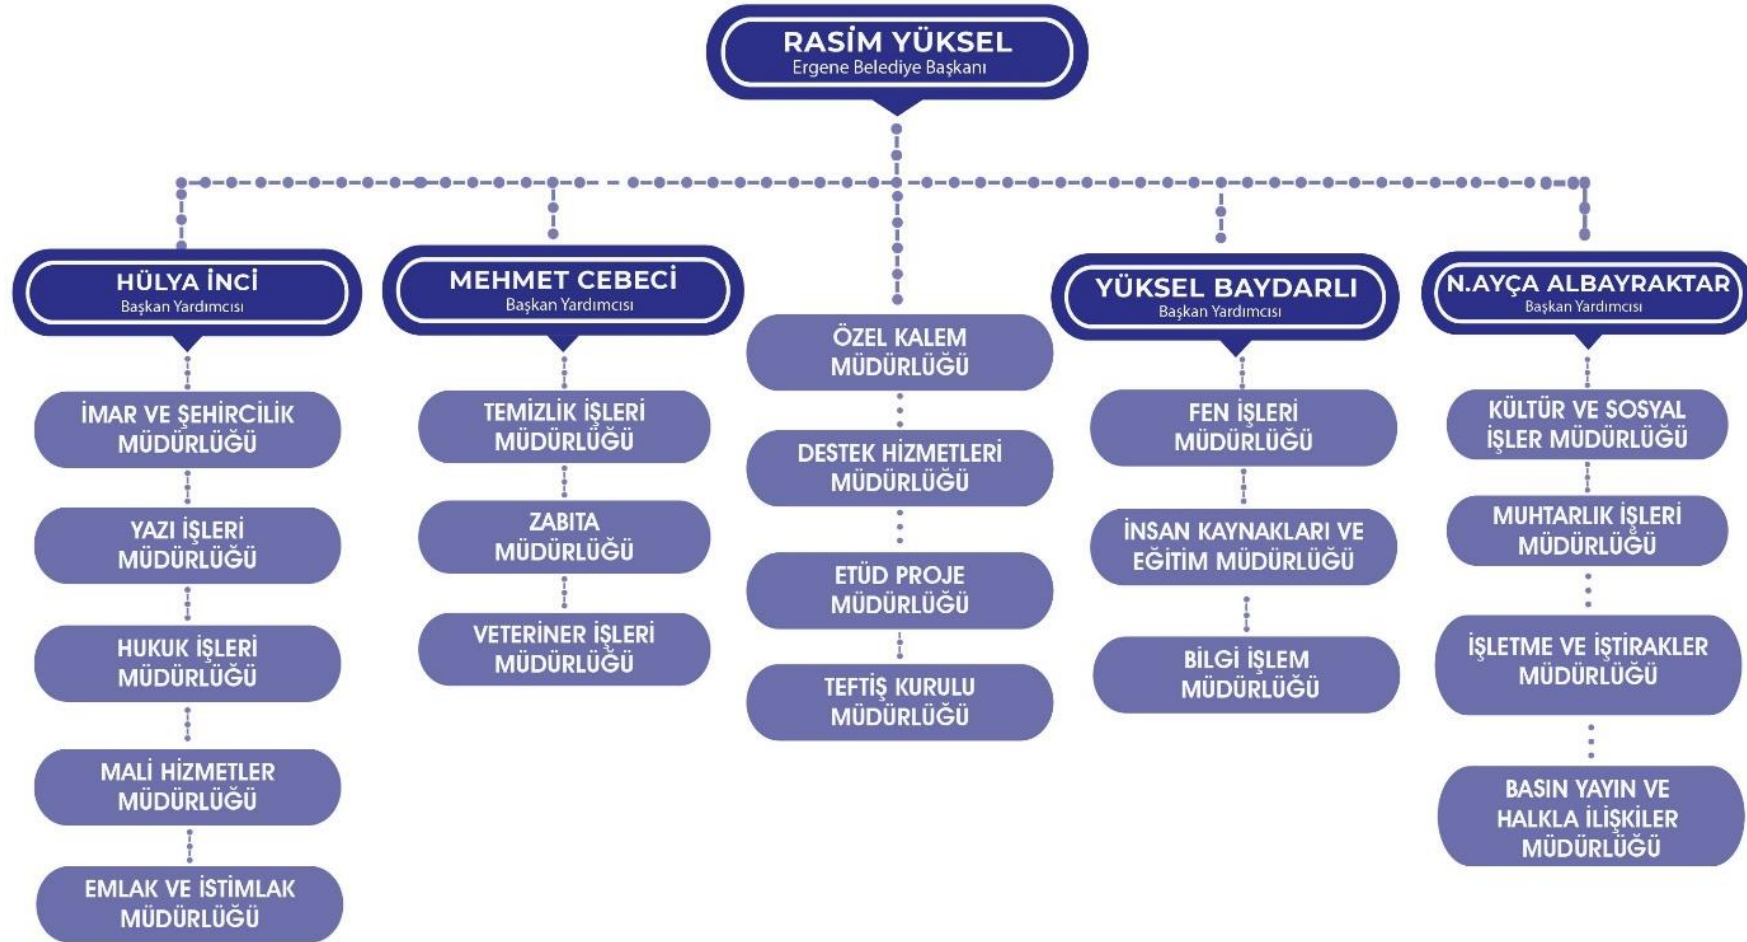 RASİM YÜKSEL
Ergene Belediye Başkanı
HÜLYA İNCİ
Başkan Yardımcısı
İMAR VE ŞEHİRCİLİK
MÜDÜRLÜĞÜ
YAZI İŞLERİ
MÜDÜRLÜĞÜ
HUKUK İŞLERİ
MÜDÜRLÜĞÜ
MALİ HİZMETLER
MÜDÜRLÜĞÜ
EMLAK VE İSTİMLAK
MÜDÜRLÜĞÜ
MEHMET CEBECİ
Başkan Yardımcısı
TEMİZLİK İŞLERİ
MÜDÜRLÜĞÜ
ZABITA
MÜDÜRLÜĞÜ
VETERİNER İŞLERİ
MÜDÜRLÜĞÜ
ÖZEL KALEM
MÜDÜRLÜĞÜ
DESTEK HİZMETLERİ
MÜDÜRLÜĞÜ
ETÜD PROJE
MÜDÜRLÜĞÜ
TEFTİŞ KURULU
MÜDÜRLÜĞÜ
YÜKSEL BAYDARLI
Başkan Yardımcısı
FEN İŞLERİ
MÜDÜRLÜĞÜ
İNSAN KAYNAKLARI VE
EĞİTİM MÜDÜRLÜĞÜ
BİLGİ İŞLEM
MÜDÜRLÜĞÜ
N.AYÇA ALBAYRAKTAR
Başkan Yardımcısı
KÜLTÜR VE SOSYAL
İŞLER MÜDÜRLÜĞÜ
MUHTARLIK İŞLERİ
MÜDÜRLÜĞÜ
İŞLETME VE İŞTİRAKLER
MÜDÜRLÜĞÜ
BASIN YAYIN VE
HALKLA İLİŞKİLER
MÜDÜRLÜĞÜ